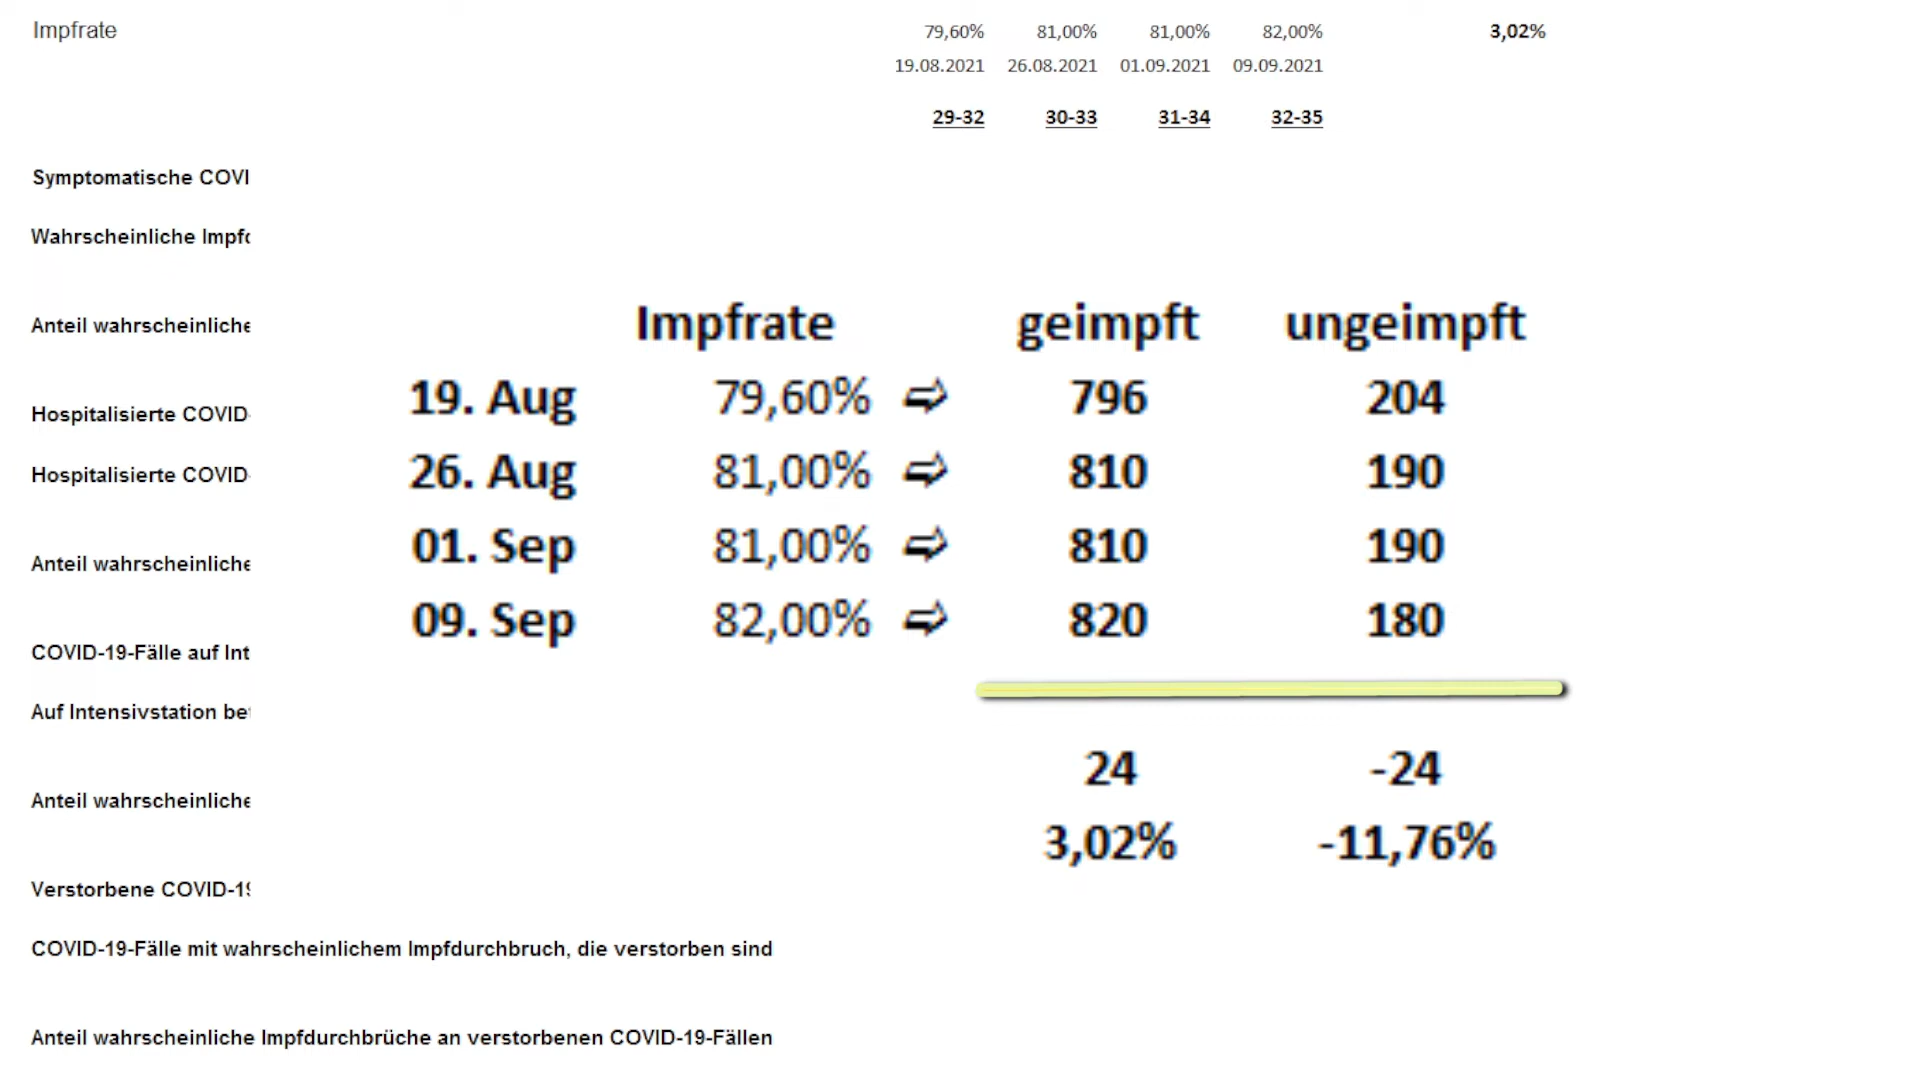 Impfrate 79,60% 81,00% 81,00% 82,00% 3,02%
19.08.2021 26.08.2021 01.09.2021 09.09.2021
29-32 30-33 31-34 32-35
Symptomatische COVI
Wahrscheinliche Impf
Impfrate geimpft ungeimpft
Anteil wahrscheinliche
19. Aug 79,60% ➩ 796 204
Hospitalisierte COVID-
26. Aug 81,00% ➩ 810 190
Hospitalisierte COVID-
01. Sep 81,00% ➩ 810 190
Anteil wahrscheinliche
09. Sep 82,00% ➩ 820 180
COVID-19-Fälle auf Int
Auf Intensivstation be
24 -24
Anteil wahrscheinliche
3,02% -11,76%
Verstorbene COVID-19
COVID-19-Fälle mit wahrscheinlichem Impfdurchbruch, die verstorben sind
Anteil wahrscheinliche Impfdurchbrüche an verstorbenen COVID-19-Fällen